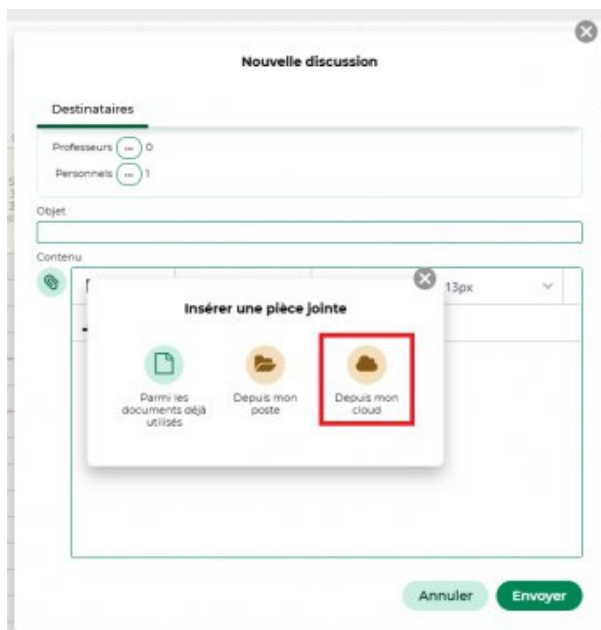 Nouvelle discussion
Destinataires
Professeurs ... 0
Personnels ... 1
Objet
Contenu
13px
Insérer une pièce jointe
Parmi les
documents déjà
utilisés
Depuis mon
poste
Depuis mon
cloud
Annuler
Envoyer